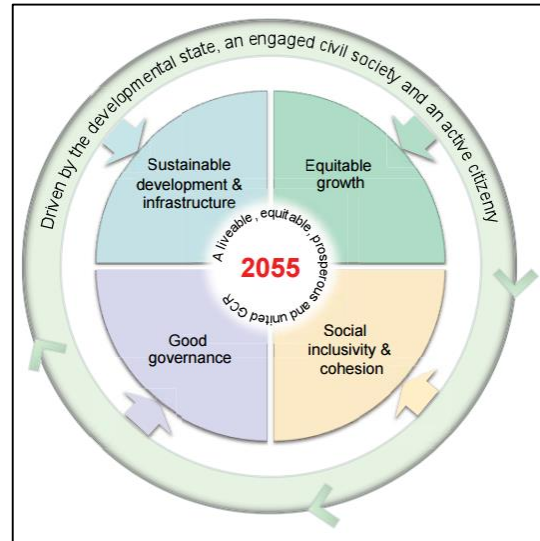 Driven by the developmental state, an engaged civil society and an active citizenly
Sustainable
development &
infrastructure
Equitable
growth
A liveable, equitable, prosperous and united GCR
2055
Good
governance
Social
inclusivity &
cohesion